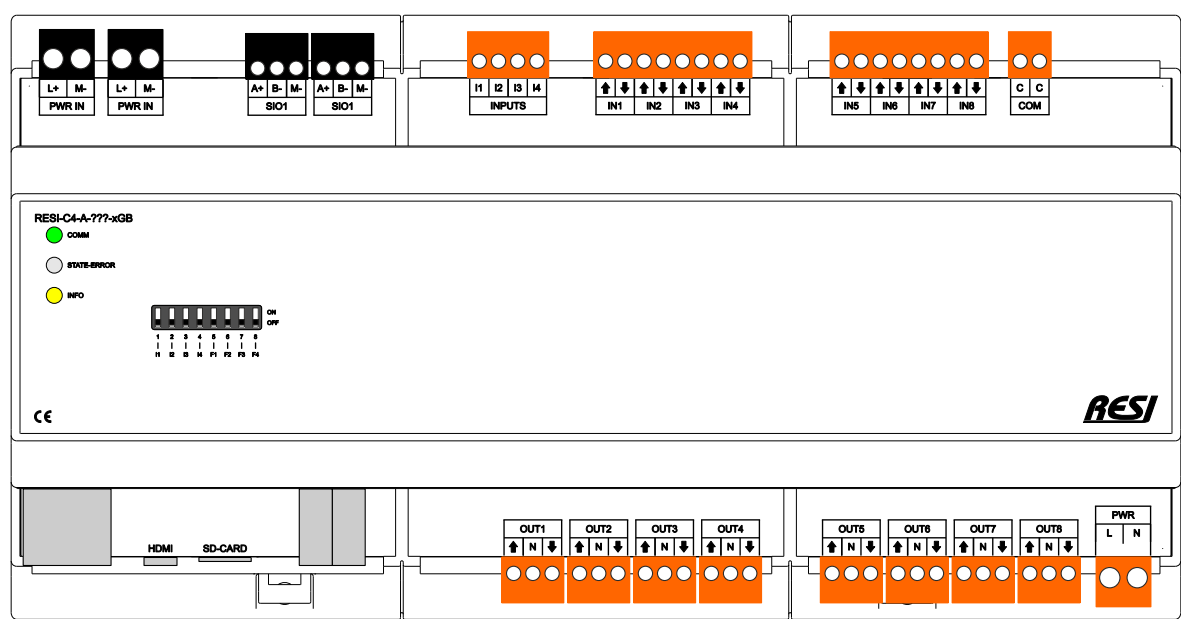 L+ M- L+ M- A+ B- M- A+ B- M- I1 I2 I3 I4 C C
PWR IN PWR IN SIO1 SIO1 INPUTS IN1 IN2 IN3 IN4 IN5 IN6 IN7 IN8 COM
RESI-C4-A-???-xGB
COMM
STATE-ERROR
INFO
ON
OFF
1 2 3 4 5 6 7 8
I1 I2 I3 I4 F1 F2 F3 F4
CE
RESI
PWR
OUT1 OUT2 OUT3 OUT4 OUT5 OUT6 OUT7 OUT8
L N
HDMI SD-CARD N N N N N N N N